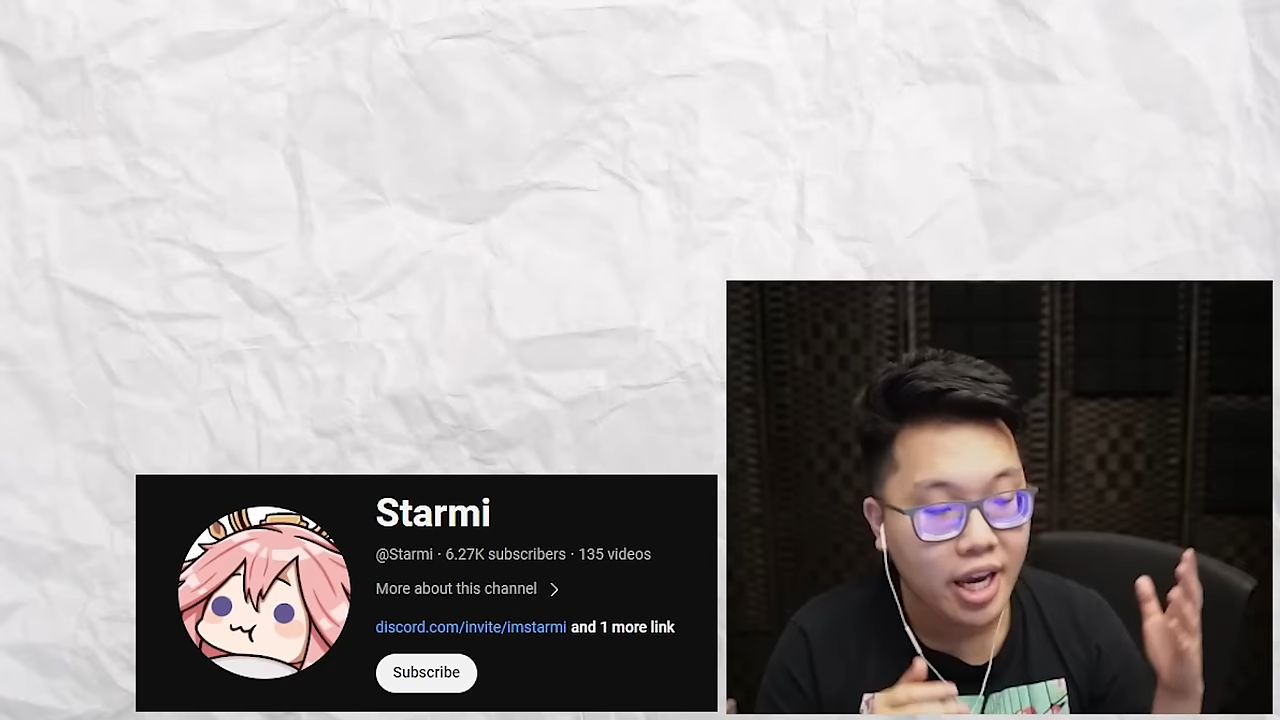 Starmi
@Starmi · 6.27K subscribers · 135 videos
More about this channel
discord.com/invite/imstarmi and 1 more link
Subscribe